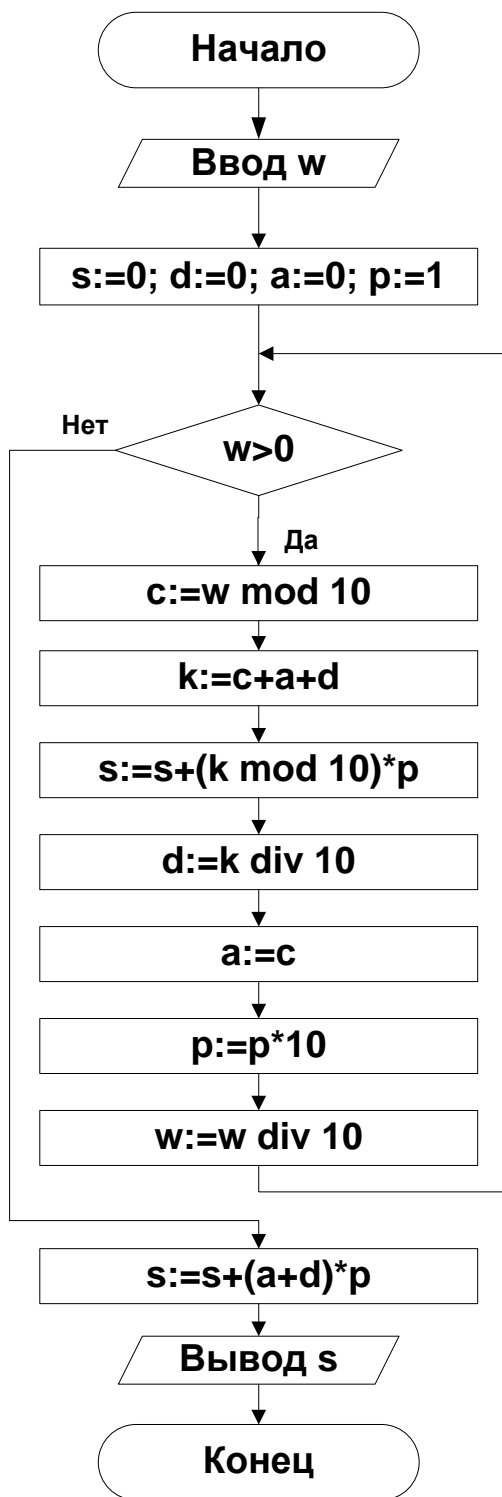 Начало
Ввод w
s:=0; d:=0; a:=0; p:=1
Нет
w>0
Да
c:=w mod 10
k:=c+a+d
s:=s+(k mod 10)*p
d:=k div 10
a:=c
p:=p*10
w:=w div 10
s:=s+(a+d)*p
Вывод s
Конец